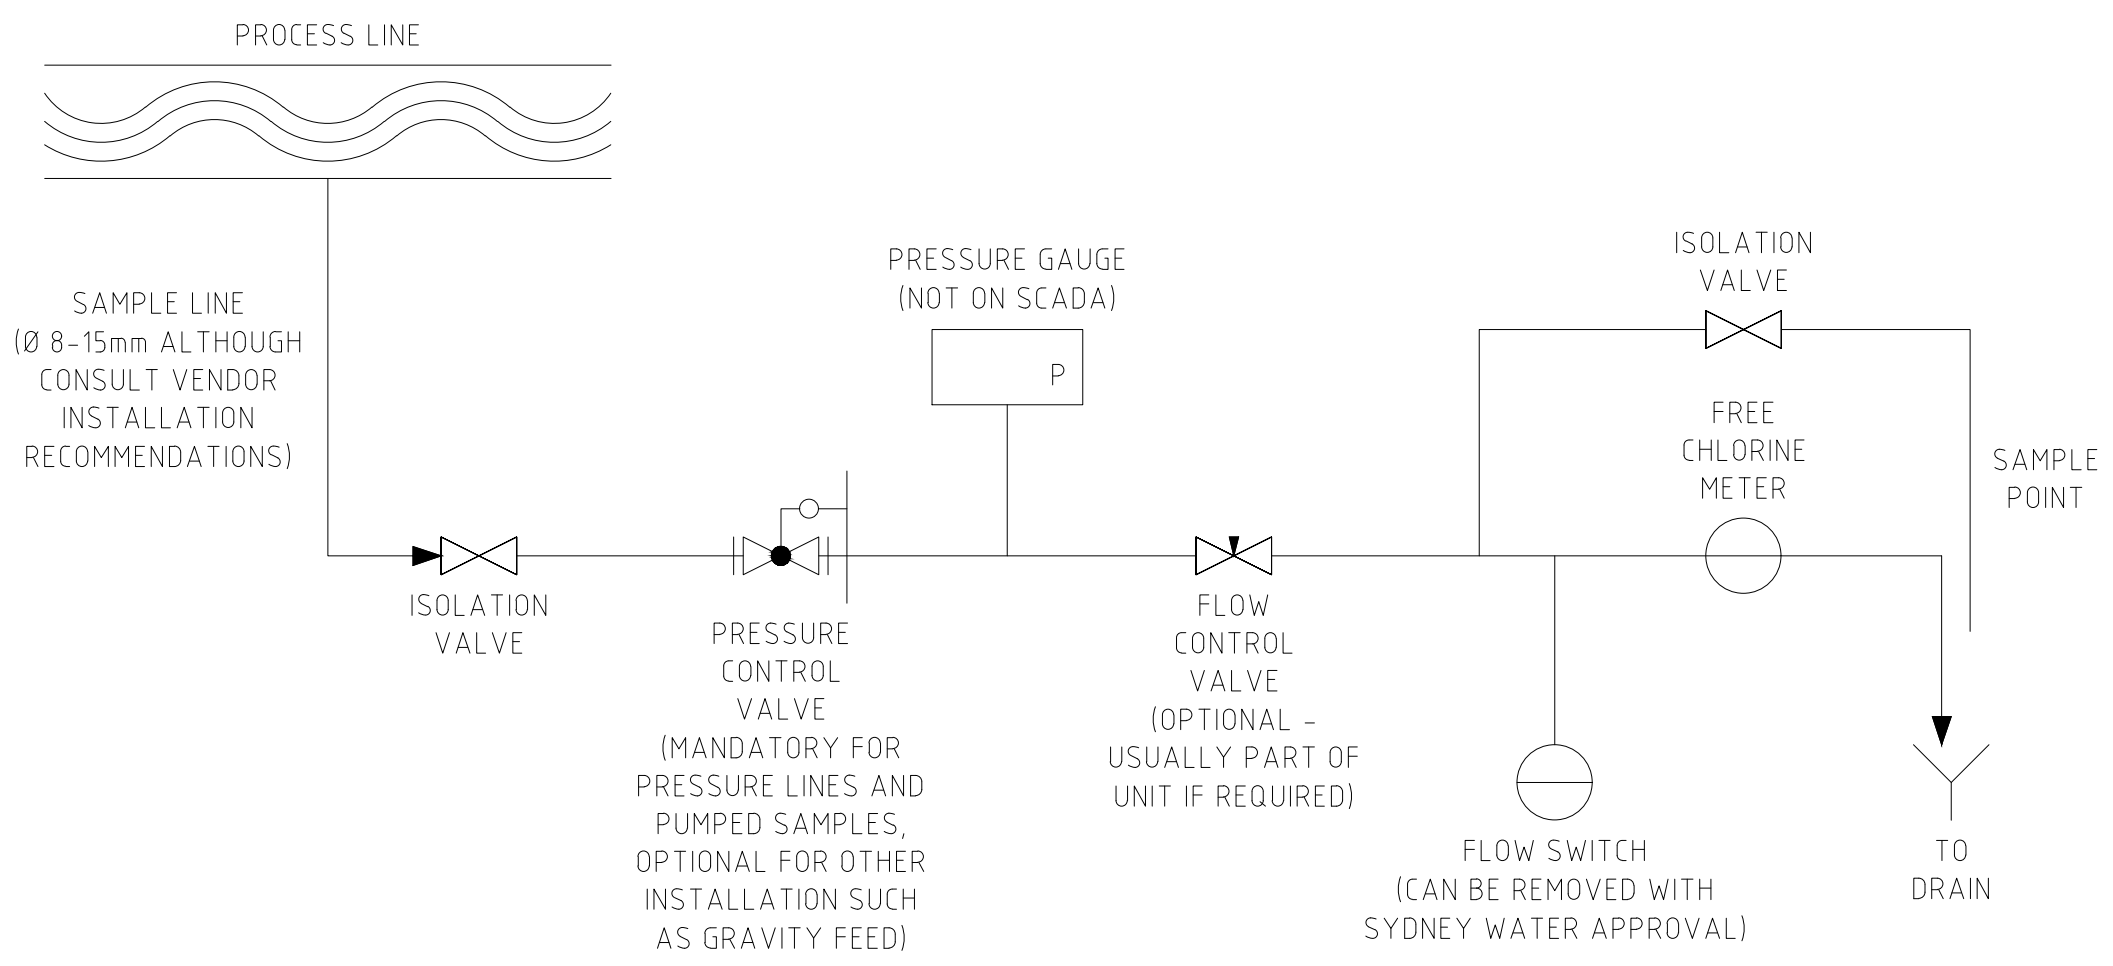 PROCESS LINE
SAMPLE LINE
(Ø 8-15mm ALTHOUGH
CONSULT VENDOR
INSTALLATION
RECOMMENDATIONS)
ISOLATION
VALVE
PRESSURE
CONTROL
VALVE
(MANDATORY FOR
PRESSURE LINES AND
PUMPED SAMPLES,
OPTIONAL FOR OTHER
INSTALLATION SUCH
AS GRAVITY FEED)
PRESSURE GAUGE
(NOT ON SCADA)
P
FLOW
CONTROL
VALVE
(OPTIONAL -
USUALLY PART OF
UNIT IF REQUIRED)
ISOLATION
VALVE
FREE
CHLORINE
METER
SAMPLE
POINT
FLOW SWITCH
(CAN BE REMOVED WITH
SYDNEY WATER APPROVAL)
TO
DRAIN